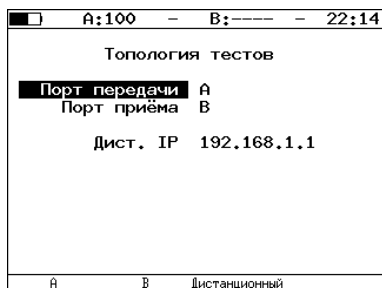 A:100 – B:---- – 22:14
Топология тестов
Порт передачи A
Порт приёма B
Дист. IP 192.168.1.1
A B Дистанционный